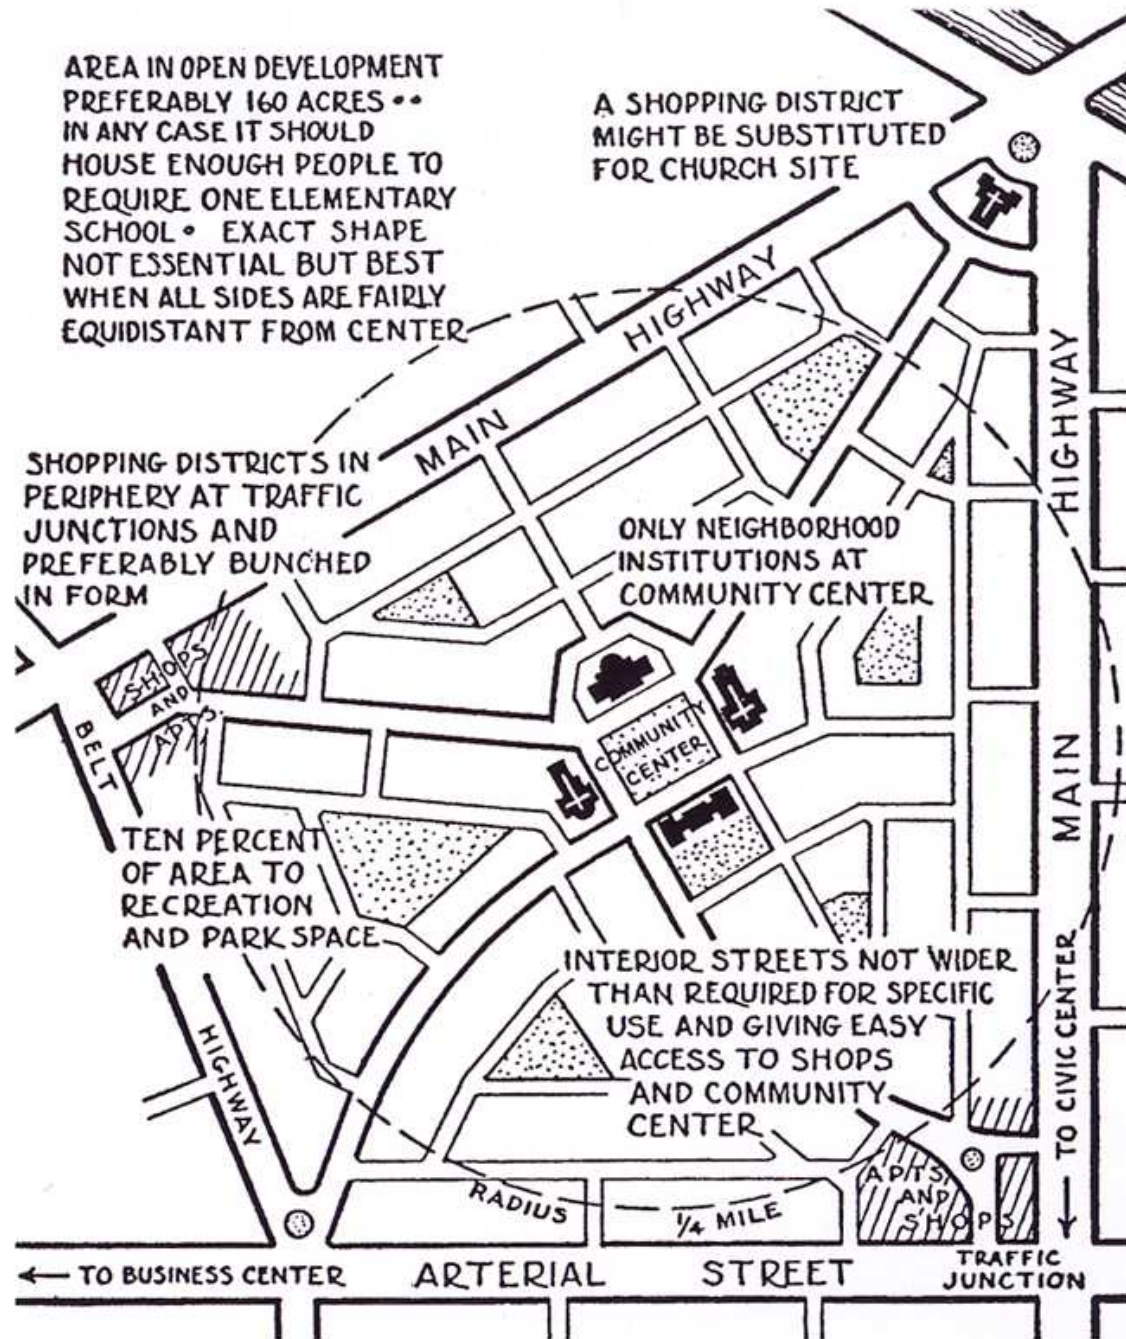 AREA IN OPEN DEVELOPMENT
PREFERABLY 160 ACRES ••
IN ANY CASE IT SHOULD
HOUSE ENOUGH PEOPLE TO
REQUIRE ONE ELEMENTARY
SCHOOL • EXACT SHAPE
NOT ESSENTIAL BUT BEST
WHEN ALL SIDES ARE FAIRLY
EQUIDISTANT FROM CENTER
A SHOPPING DISTRICT
MIGHT BE SUBSTITUTED
FOR CHURCH SITE
MAIN HIGHWAY
HIGHWAY
MAIN
SHOPPING DISTRICTS IN
PERIPHERY AT TRAFFIC
JUNCTIONS AND
PREFERABLY BUNCHED
IN FORM
ONLY NEIGHBORHOOD
INSTITUTIONS AT
COMMUNITY CENTER
SHOPS
AND
APTS.
BELT
HIGHWAY
COMMUNITY
CENTER
TEN PERCENT
OF AREA TO
RECREATION
AND PARK SPACE
INTERIOR STREETS NOT WIDER
THAN REQUIRED FOR SPECIFIC
USE AND GIVING EASY
ACCESS TO SHOPS
AND COMMUNITY
CENTER
TO CIVIC CENTER →
APTS.
AND
SHOPS
RADIUS 1/4 MILE
← TO BUSINESS CENTER
ARTERIAL STREET
TRAFFIC
JUNCTION